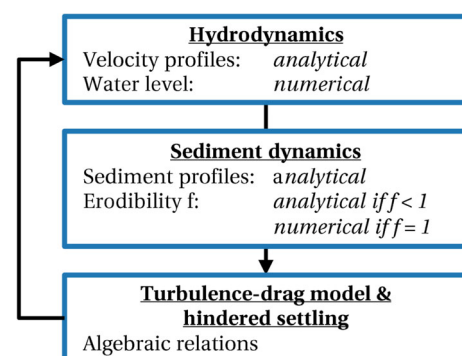 Hydrodynamics
Velocity profiles: analytical
Water level: numerical
Sediment dynamics
Sediment profiles: analytical
Erodibility f: analytical if f < 1
numerical if f = 1
Turbulence-drag model &
hindered settling
Algebraic relations